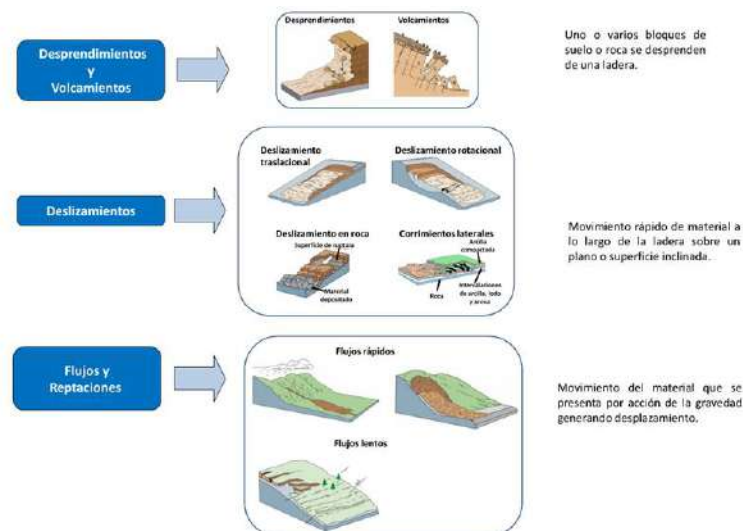 Desprendimientos
y
Volcamientos
Desprendimientos
Volcamientos
Uno o varios bloques de
suelo o roca se desprenden
de una ladera.
Deslizamientos
Deslizamiento
traslacional
Deslizamiento rotacional
Deslizamiento en roca
Superficie de ruptura
Material
depositado
Corrimientos laterales
Arcilla
compactada
Roca
Intercalaciones
de arcilla, lodo
y arena
Movimiento rápido de material a
lo largo de la ladera sobre un
plano o superficie inclinada.
Flujos y
Reptaciones
Flujos rápidos
Flujos lentos
Movimiento del material que se
presenta por acción de la gravedad
generando desplazamiento.